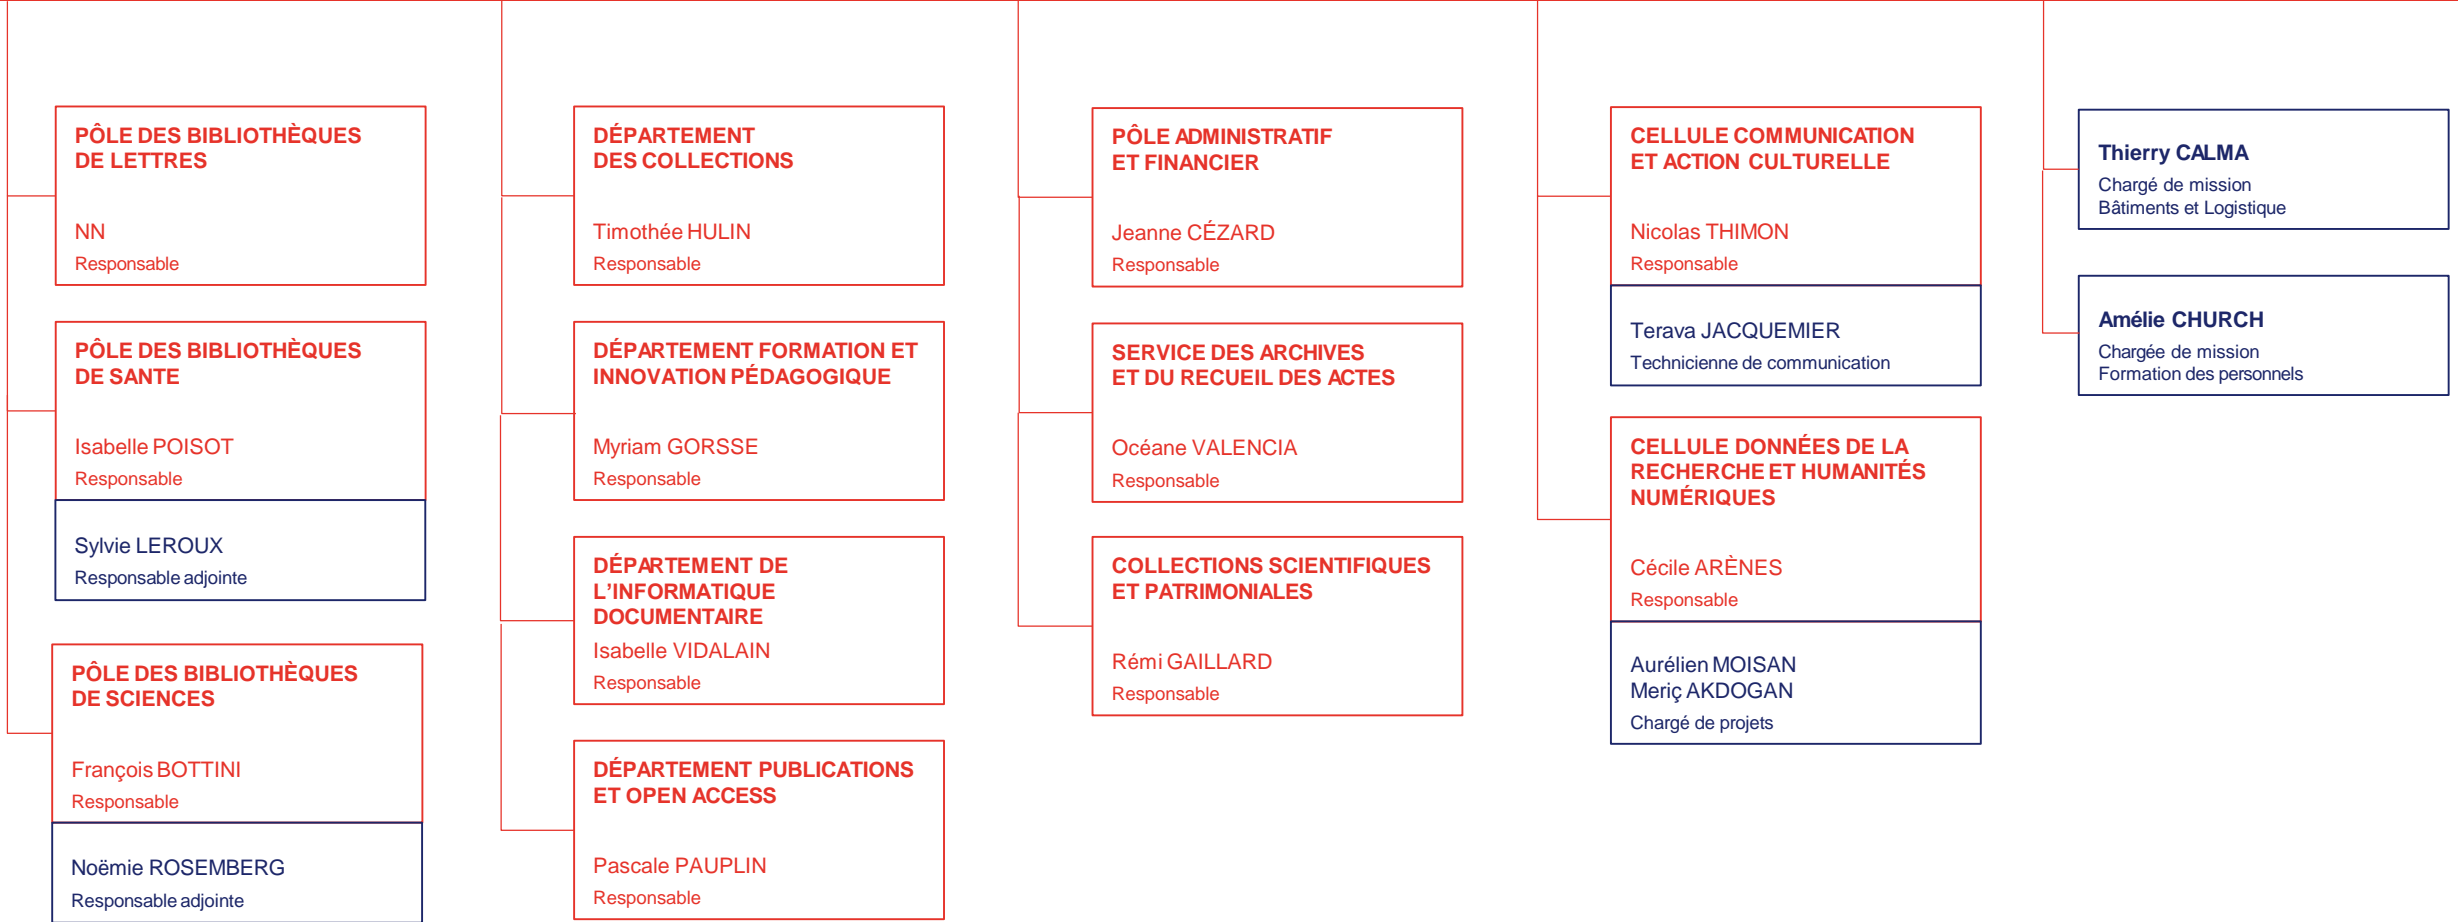 PÔLE DES BIBLIOTHÈQUES
DE LETTRES
NN
Responsable
PÔLE DES BIBLIOTHÈQUES
DE SANTE
Isabelle POISOT
Responsable
Sylvie LEROUX
Responsable adjointe
PÔLE DES BIBLIOTHÈQUES
DE SCIENCES
François BOTTINI
Responsable
Noëmie ROSEMBERG
Responsable adjointe
DÉPARTEMENT
DES COLLECTIONS
Timothée HULIN
Responsable
DÉPARTEMENT FORMATION ET
INNOVATION PÉDAGOGIQUE
Myriam GORSSE
Responsable
DÉPARTEMENT DE
L’INFORMATIQUE
DOCUMENTAIRE
Isabelle VIDALAIN
Responsable
DÉPARTEMENT PUBLICATIONS
ET OPEN ACCESS
Pascale PAUPLIN
Responsable
PÔLE ADMINISTRATIF
ET FINANCIER
Jeanne CÉZARD
Responsable
SERVICE DES ARCHIVES
ET DU RECUEIL DES ACTES
Océane VALENCIA
Responsable
COLLECTIONS SCIENTIFIQUES
ET PATRIMONIALES
Rémi GAILLARD
Responsable
CELLULE COMMUNICATION
ET ACTION CULTURELLE
Nicolas THIMON
Responsable
Terava JACQUEMIER
Technicienne de communication
CELLULE DONNÉES DE LA
RECHERCHE ET HUMANITÉS
NUMÉRIQUES
Cécile ARÈNES
Responsable
Aurélien MOISAN
Meriç AKDOGAN
Chargé de projets
Thierry CALMA
Chargé de mission
Bâtiments et Logistique
Amélie CHURCH
Chargée de mission
Formation des personnels